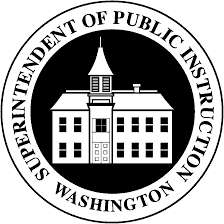 SUPERINTENDENT OF PUBLIC INSTRUCTION
WASHINGTON